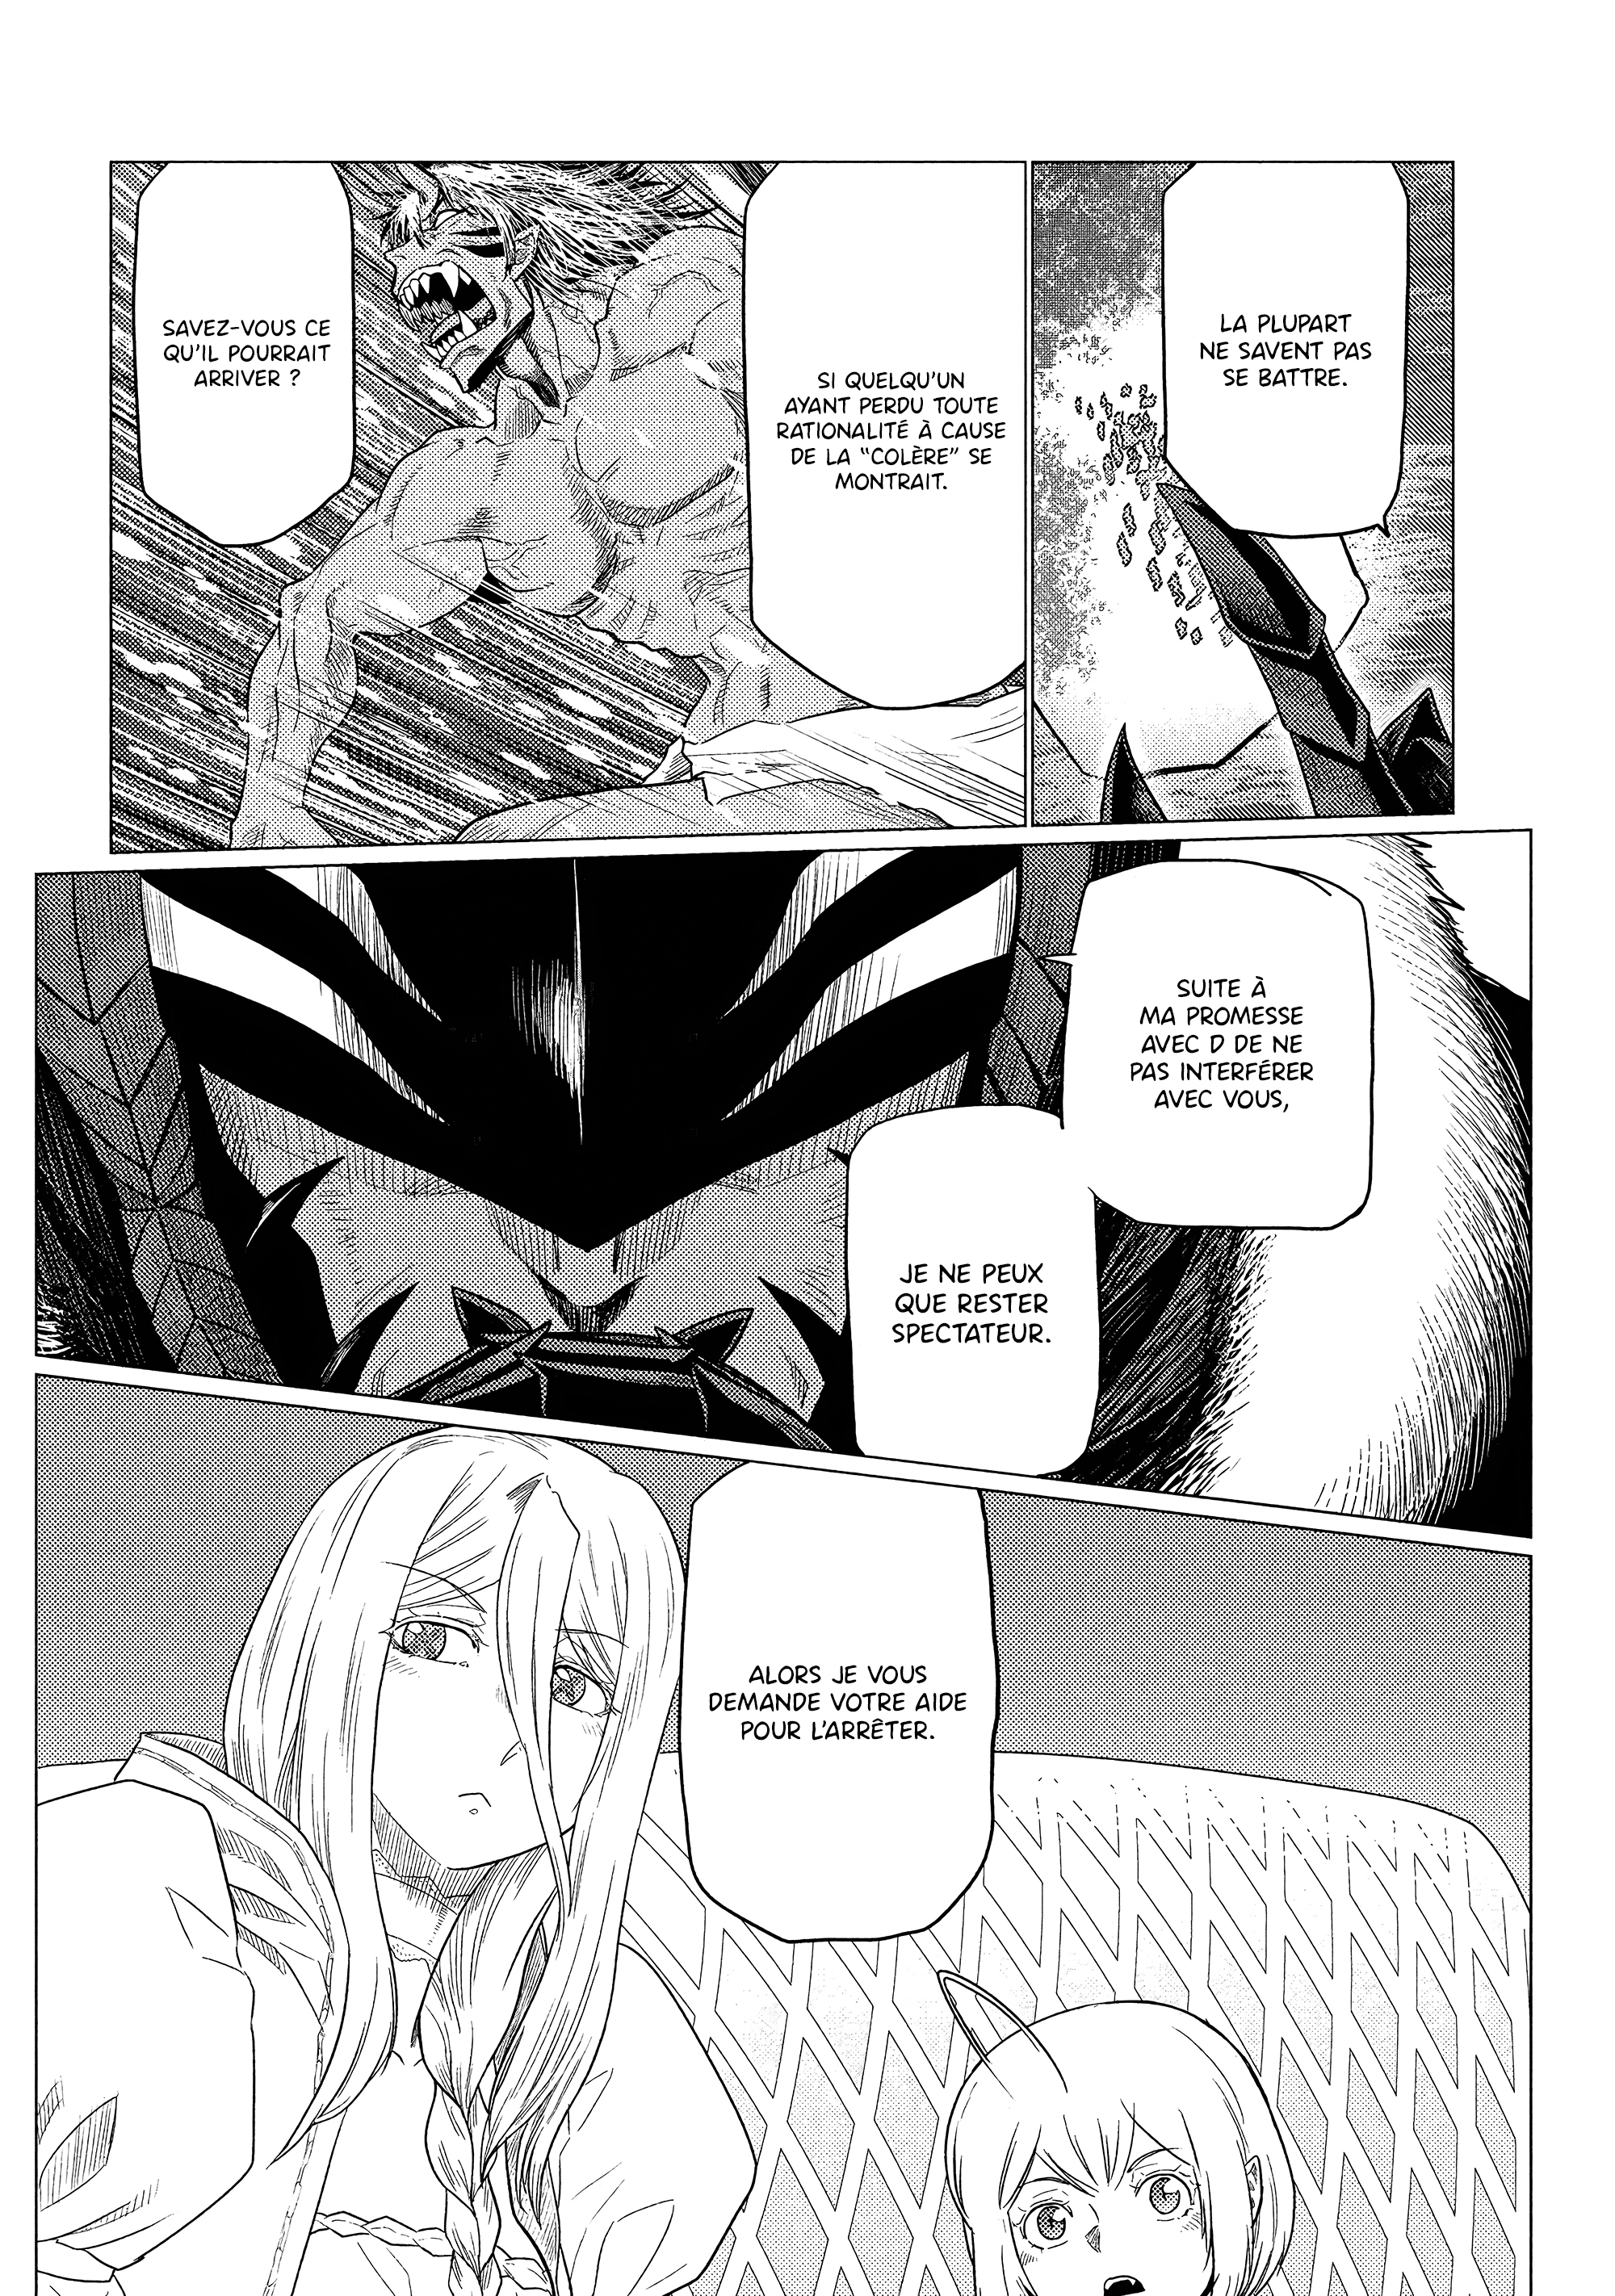 LA PLUPART
NE SAVENT PAS
SE BATTRE.
SI QUELQU'UN
AYANT PERDU TOUTE
RATIONALITÉ À CAUSE
DE LA "COLÈRE" SE
MONTRAIT.
SAVEZ-VOUS CE
QU'IL POURRAIT
ARRIVER ?
SUITE À
MA PROMESSE
AVEC D DE NE
PAS INTERFÉRER
AVEC VOUS,
JE NE PEUX
QUE RESTER
SPECTATEUR.
ALORS JE VOUS
DEMANDE VOTRE AIDE
POUR L'ARRÊTER.